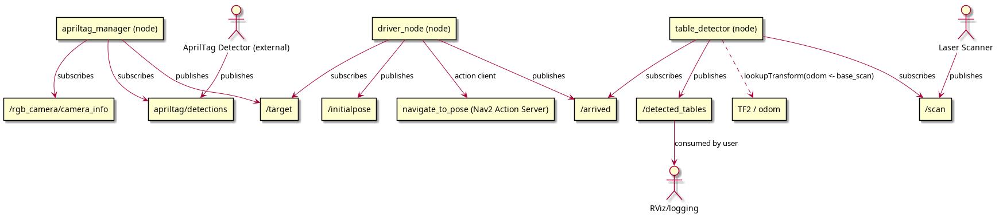 apriltag_manager (node)
AprilTag Detector (external)
driver_node (node)
table_detector (node)
Laser Scanner
subscribes
subscribes
publishes
publishes
subscribes
publishes
action client
publishes
subscribes
publishes
lookupTransform(odom <- base_scan)
subscribes
publishes
/rgb_camera/camera_info
apriltag/detections
/target
/initialpose
navigate_to_pose (Nav2 Action Server)
/arrived
/detected_tables
TF2 / odom
/scan
consumed by user
RViz/logging